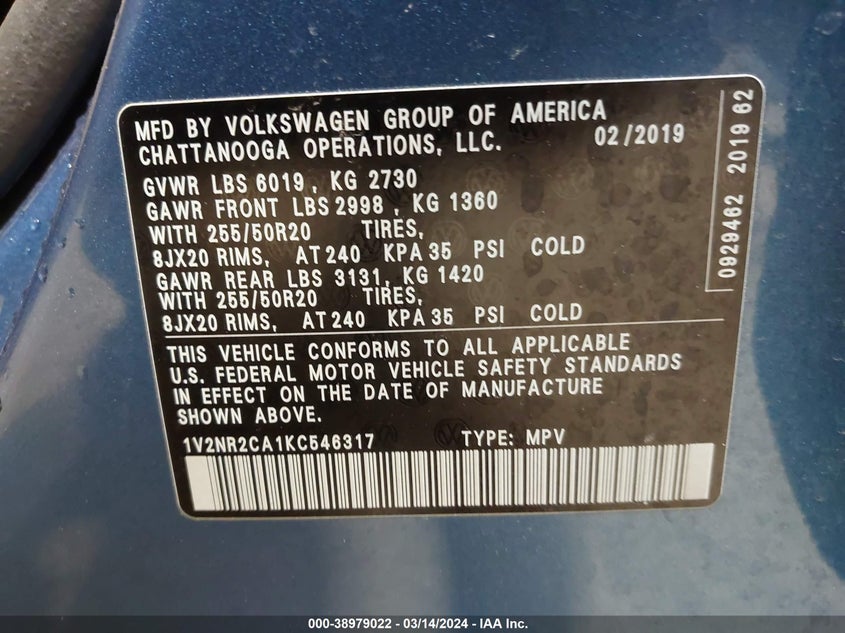 MFD BY VOLKSWAGEN GROUP OF AMERICA
CHATTANOOGA OPERATIONS, LLC. 02/2019
GVWR LBS 6019, KG 2730
GAWR FRONT LBS 2998, KG 1360
WITH 255/50R20 TIRES,
8JX20 RIMS, AT 240 KPA 35 PSI COLD
GAWR REAR LBS 3131, KG 1420
WITH 255/50R20 TIRES,
8JX20 RIMS, AT 240 KPA 35 PSI COLD
THIS VEHICLE CONFORMS TO ALL APPLICABLE
U.S. FEDERAL MOTOR VEHICLE SAFETY STANDARDS
IN EFFECT ON THE DATE OF MANUFACTURE
SHOWN ABOVE.
1V2NR2CA1KC546317 TYPE: MPV
0929462 2019 62
000-38979022 — 03/14/2024 — IAA Inc.